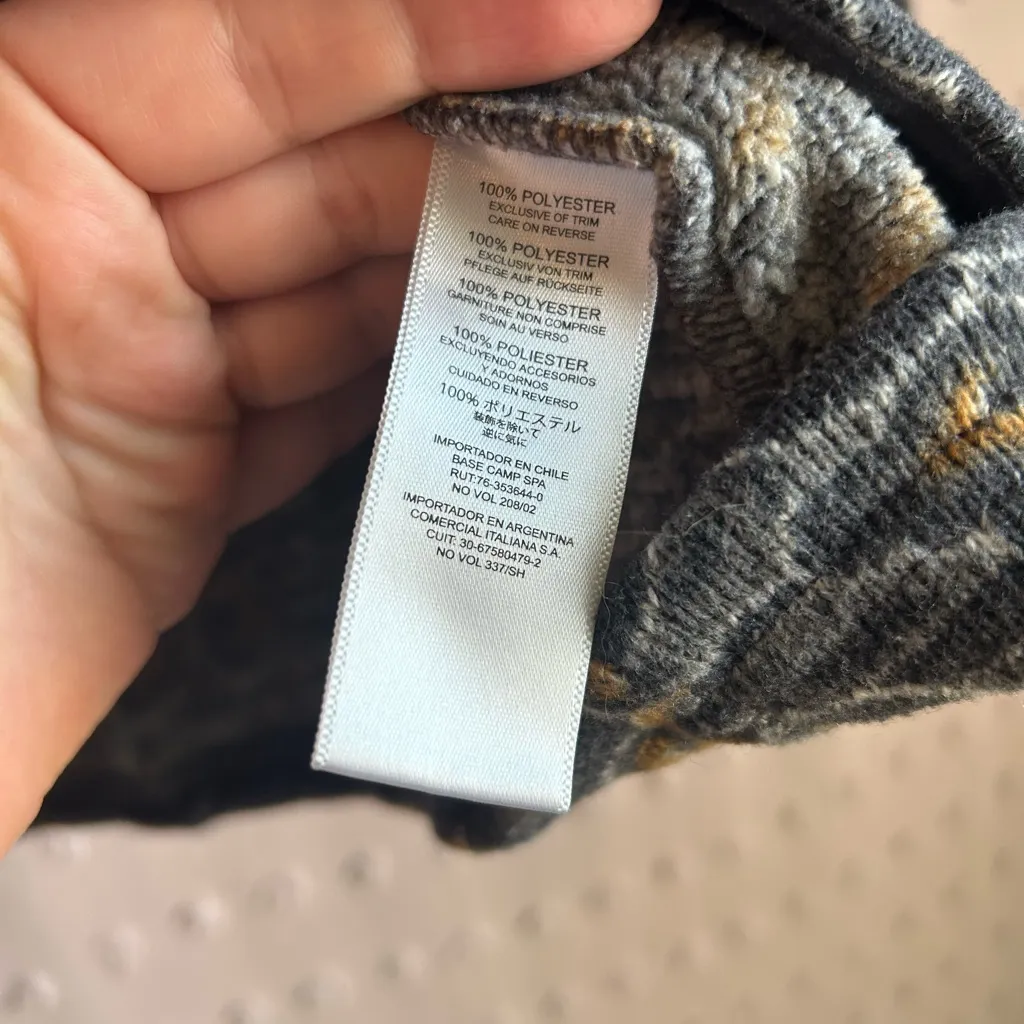 100% POLYESTER
EXCLUSIVE OF TRIM
CARE ON REVERSE
100% POLYESTER
EXCLUSIV VON TRIM
PFLEGE AUF RÜCKSEITE
100% POLYESTER
GARNITURE NON COMPRISE
SOIN AU VERSO
100% POLIESTER
EXCLUYENDO ACCESORIOS
Y ADORNOS
CUIDADO EN REVERSO
100% ポリエステル
装飾を除いて
逆に気に
IMPORTADOR EN CHILE
BASE CAMP SPA
RUT:76-353644-0
NO VOL 208/02
IMPORTADOR EN ARGENTINA
COMERCIAL ITALIANA S.A.
CUIT: 30-67580479-2
NO VOL 337/SH